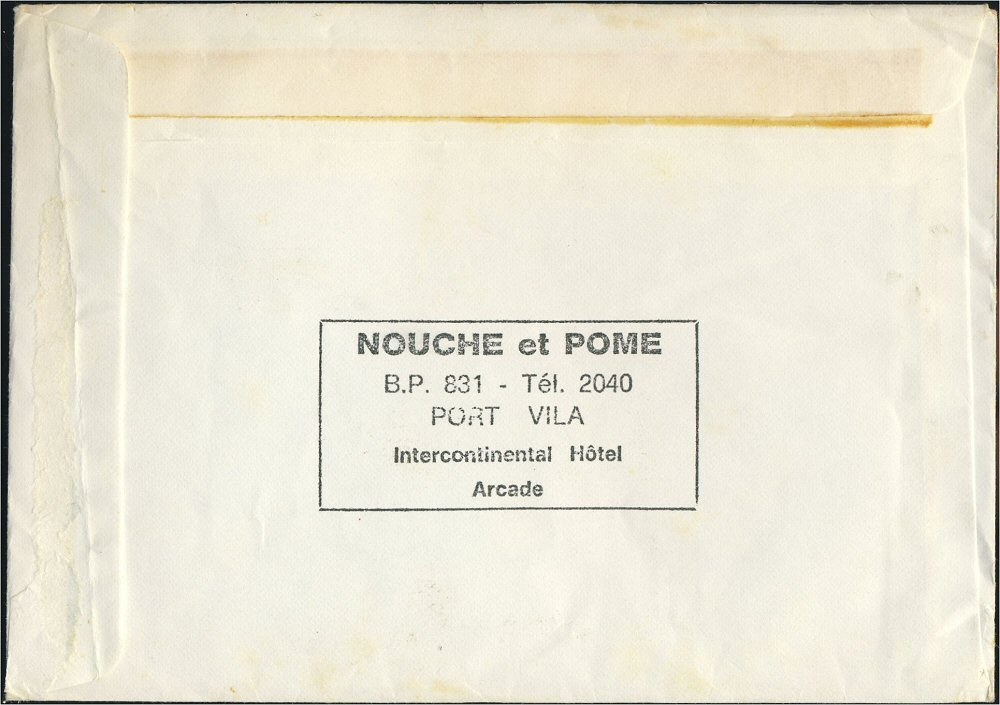 NOUCHE et POME
B.P. 831 - Tél. 2040
PORT VILA
Intercontinental Hôtel
Arcade